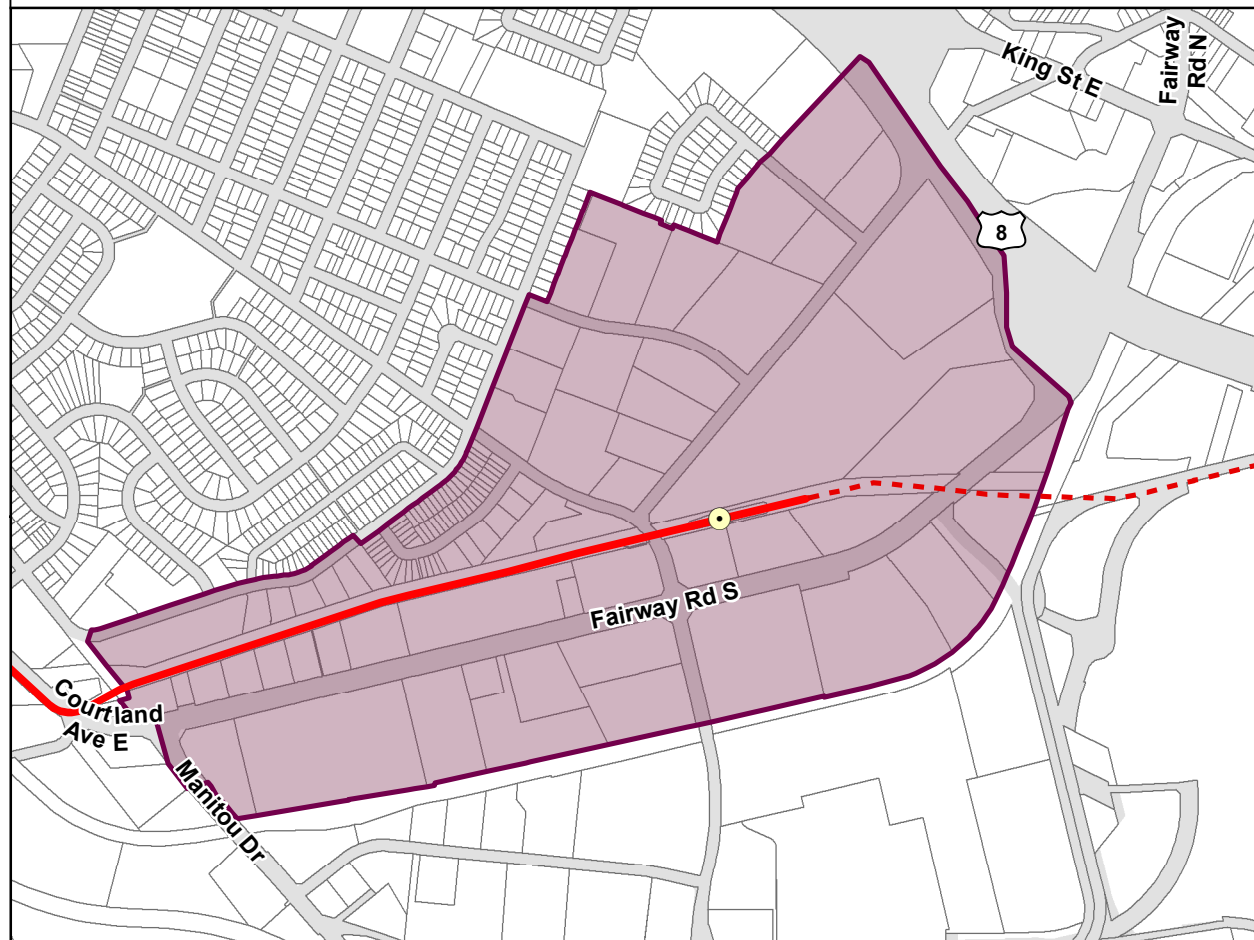 King St E
Fairway
Rd N
8
Fairway Rd S
Courtland
Ave E
Manitou Dr